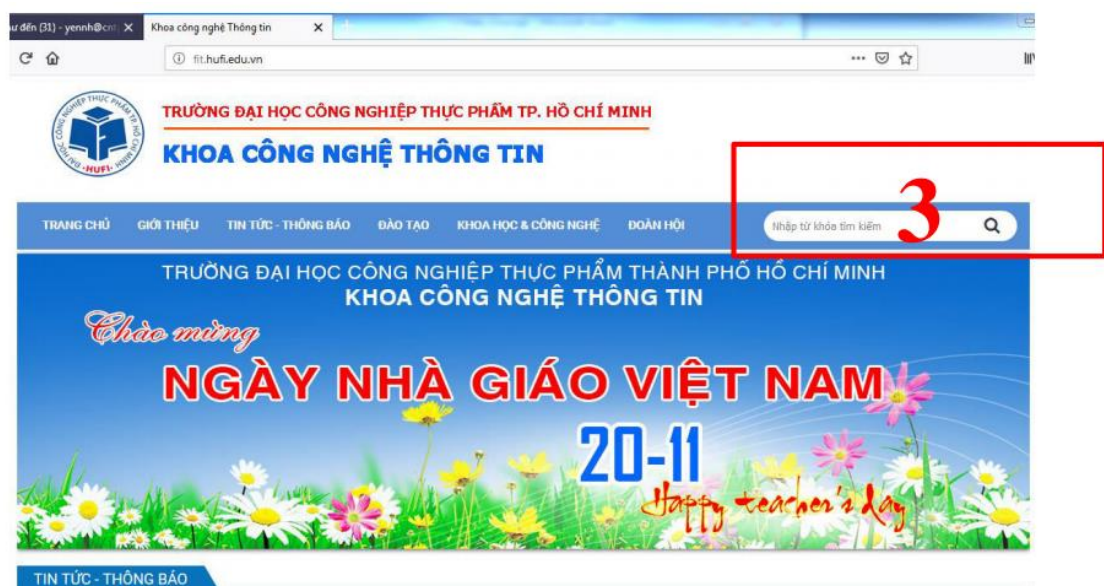 (31) - yennh@cnt
Khoa công nghệ Thông tin
fit.hufi.edu.vn
TRƯỜNG ĐẠI HỌC CÔNG NGHIỆP THỰC PHẨM TP. HỒ CHÍ MINH
KHOA CÔNG NGHỆ THÔNG TIN
HUFI
3
TRANG CHỦ GIỚI THIỆU TIN TỨC - THÔNG BÁO ĐÀO TẠO KHOA HỌC & CÔNG NGHỆ ĐOÀN HỘI Nhập từ khóa tìm kiếm
TRƯỜNG ĐẠI HỌC CÔNG NGHIỆP THỰC PHẨM THÀNH PHỐ HỒ CHÍ MINH
KHOA CÔNG NGHỆ THÔNG TIN
Chào mừng
NGÀY NHÀ GIÁO VIỆT NAM
20-11
Happy teacher's day
TIN TỨC - THÔNG BÁO